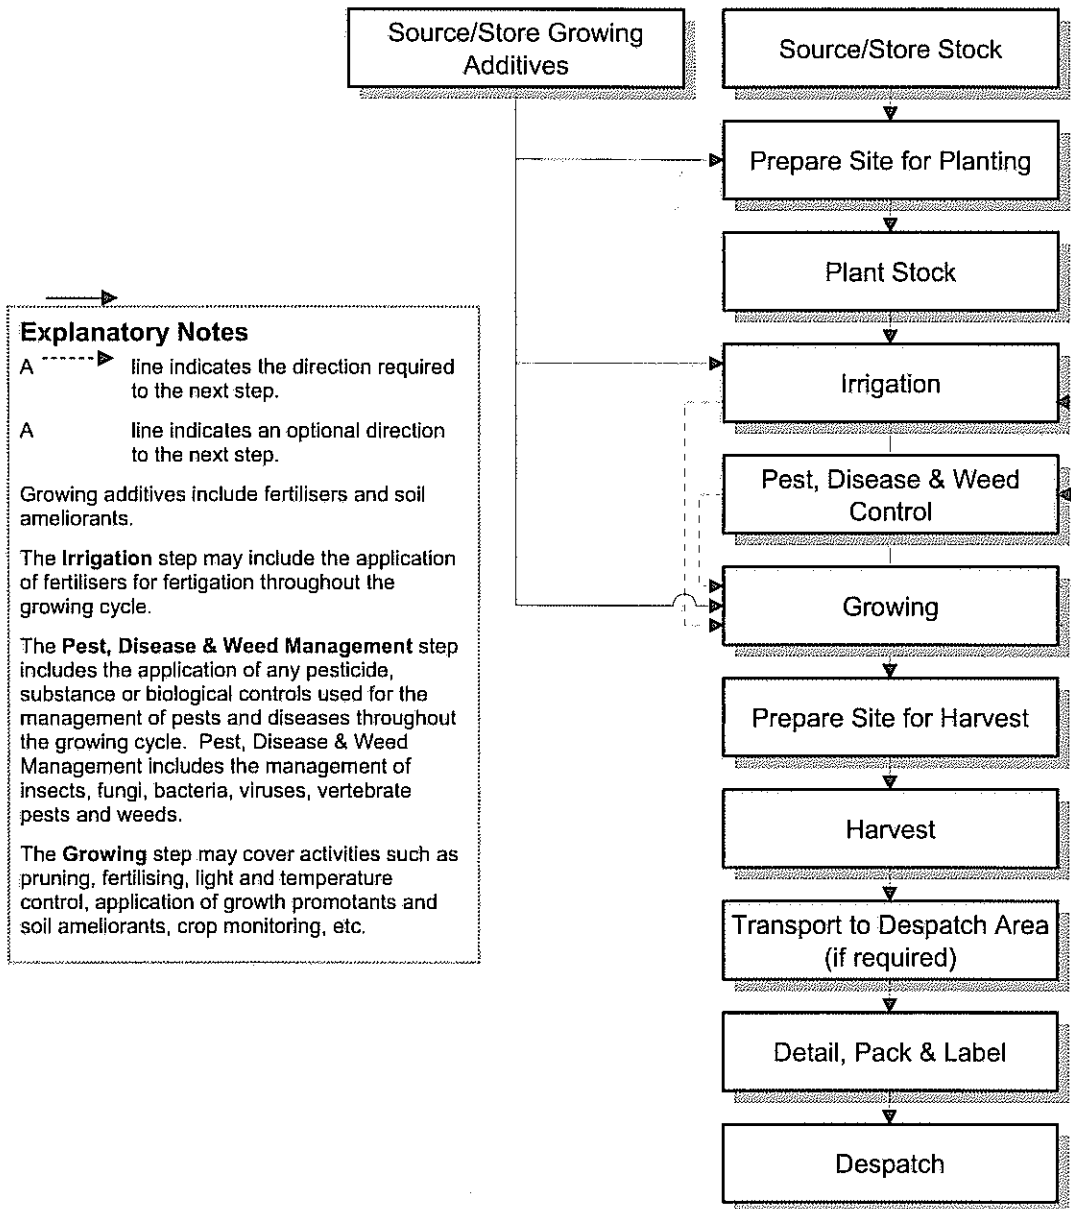 Source/Store Growing
Additives
Source/Store Stock
Prepare Site for Planting
Plant Stock
Irrigation
Pest, Disease & Weed
Control
Growing
Prepare Site for Harvest
Harvest
Transport to Despatch Area
(if required)
Detail, Pack & Label
Despatch
Explanatory Notes
A line indicates the direction required
to the next step.
A line indicates an optional direction
to the next step.
Growing additives include fertilisers and soil
ameliorants.
The Irrigation step may include the application
of fertilisers for fertigation throughout the
growing cycle.
The Pest, Disease & Weed Management step
includes the application of any pesticide,
substance or biological controls used for the
management of pests and diseases throughout
the growing cycle. Pest, Disease & Weed
Management includes the management of
insects, fungi, bacteria, viruses, vertebrate
pests and weeds.
The Growing step may cover activities such as
pruning, fertilising, light and temperature
control, application of growth promotants and
soil ameliorants, crop monitoring, etc.